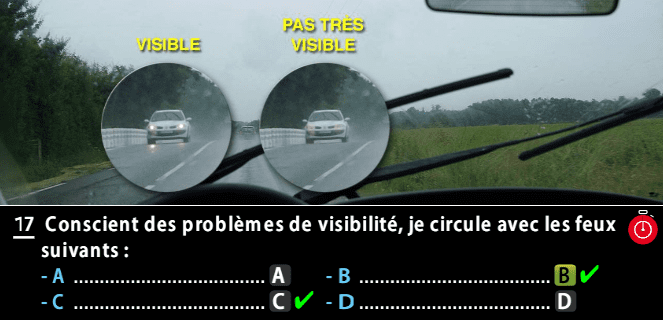 VISIBLE
PAS TRÉS
VISIBLE
17 Conscient des problèmes de visibilité, je circule avec les feux
suivants :
- A .................................... A - B .................................... B ✔
- C .................................... C ✔ - D .................................... D